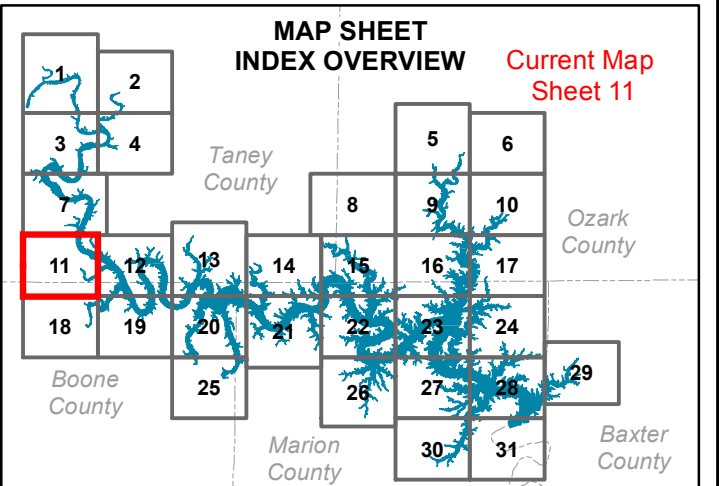 MAP SHEET
INDEX OVERVIEW
Current Map
Sheet 11
1
2
3
4
5
6
Taney
County
7
8
9
10
Ozark
County
11
12
13
14
15
16
17
18
19
20
21
22
23
24
Boone
County
25
26
27
28
29
Marion
County
30
31
Baxter
County